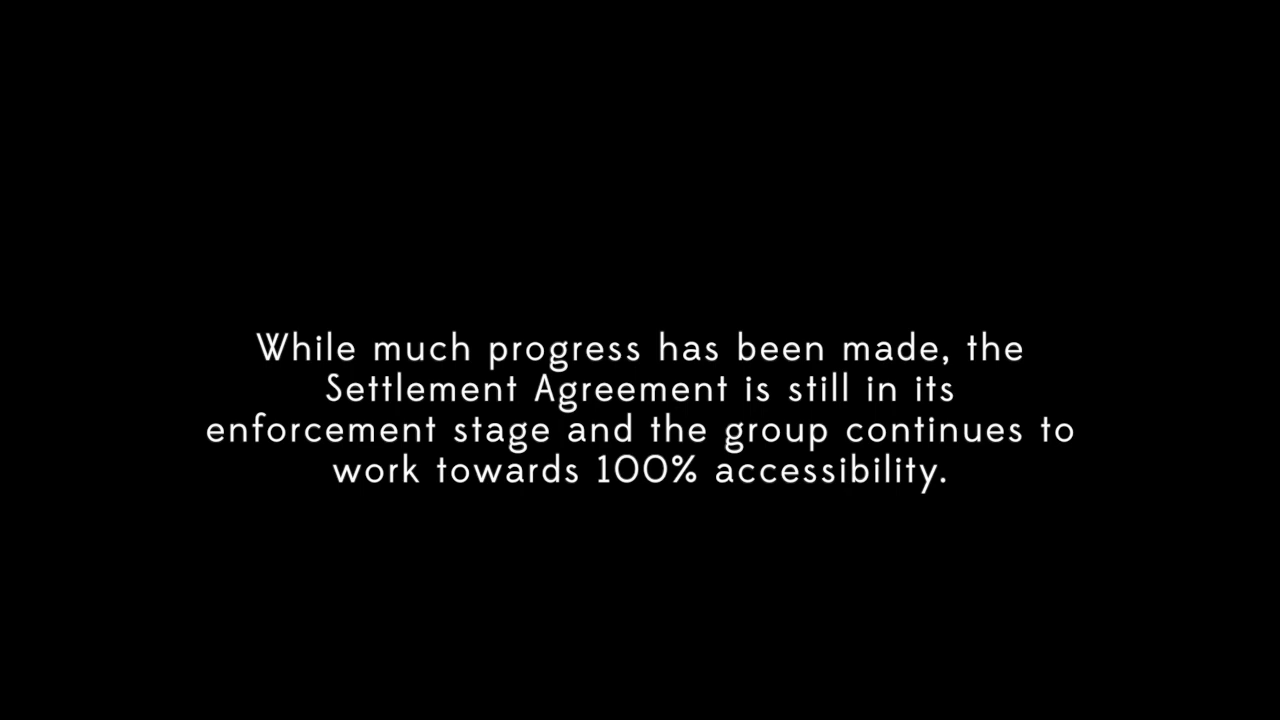 While much progress has been made, the
Settlement Agreement is still in its
enforcement stage and the group continues to
work towards 100% accessibility.